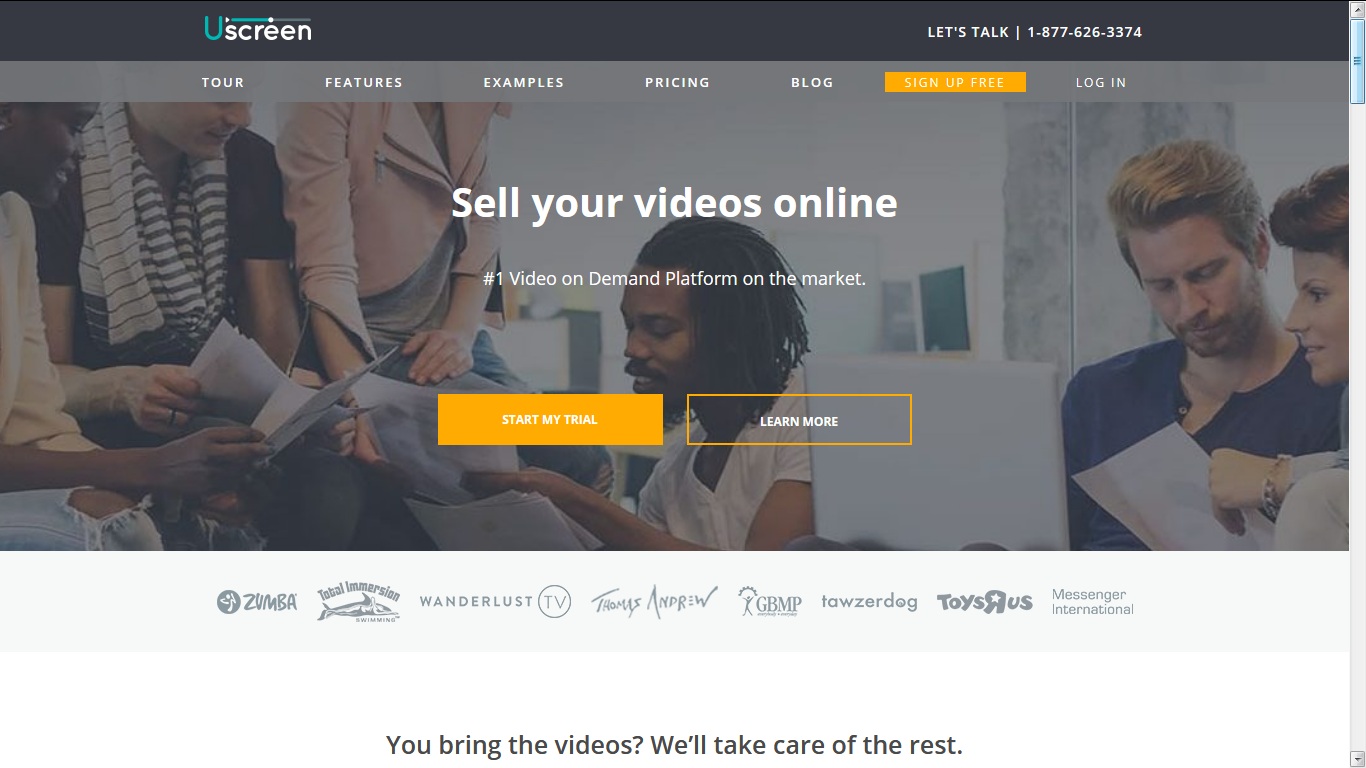 Uscreen
LET'S TALK | 1-877-626-3374
TOUR FEATURES EXAMPLES PRICING BLOG SIGN UP FREE LOG IN
Sell your videos online
#1 Video on Demand Platform on the market.
START MY TRIAL LEARN MORE
ZUMBA Total Immersion SWIMMING WANDERLUST TV THOMAS ANDREW GBMP everybody • everyday tawzerdog TOYSRUS Messenger International
You bring the videos? We’ll take care of the rest.